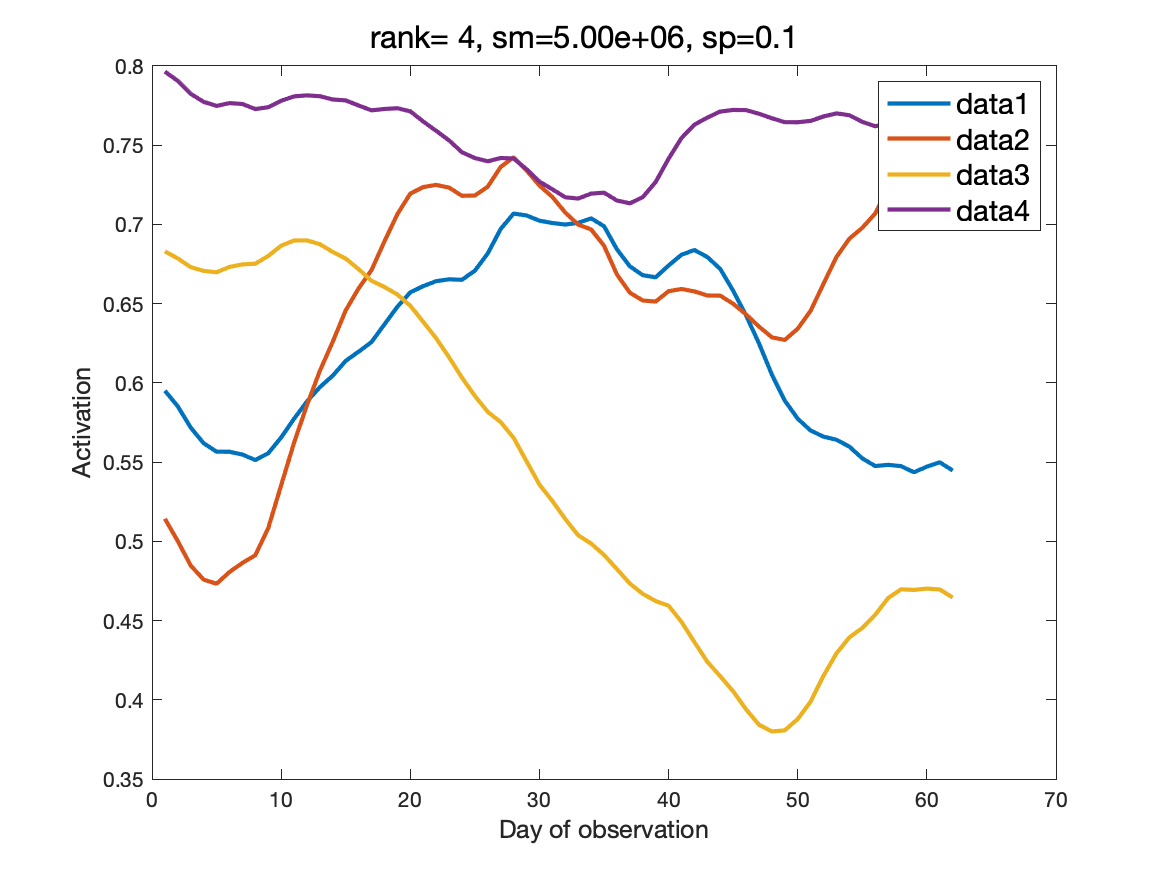 rank= 4, sm=5.00e+06, sp=0.1
0.8
0.75
0.7
0.65
0.6
0.55
0.5
0.45
0.4
0.35
Activation
data1
data2
data3
data4
0 10 20 30 40 50 60 70
Day of observation